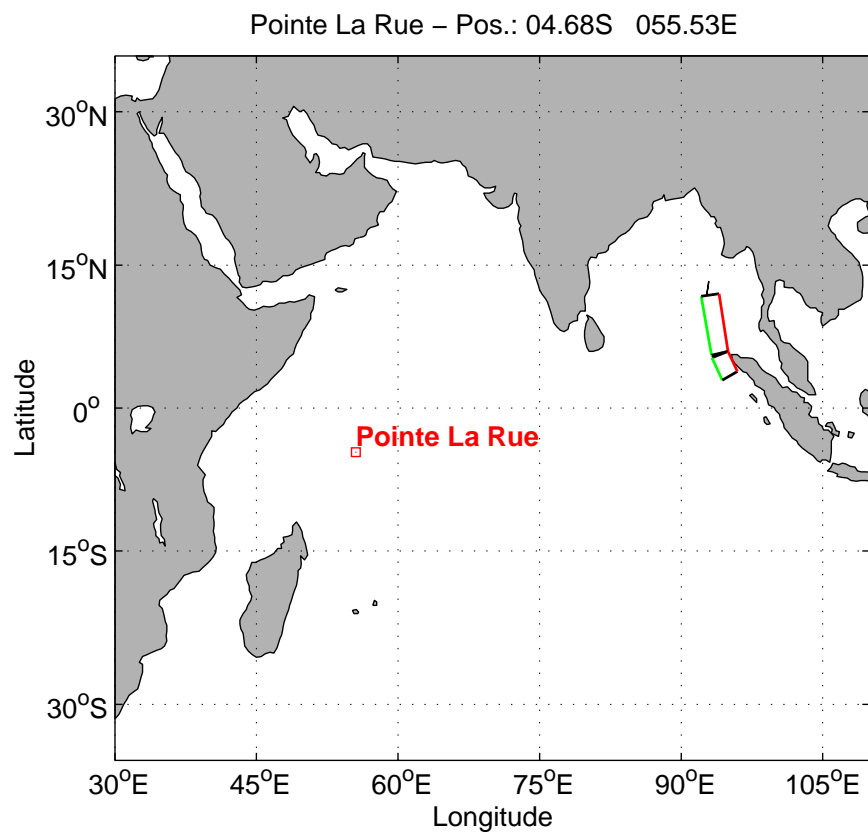 Pointe La Rue – Pos.: 04.68S   055.53E
30°N
15°N
0°
15°S
30°S
Latitude
Pointe La Rue
30°E 45°E 60°E 75°E 90°E 105°E
Longitude